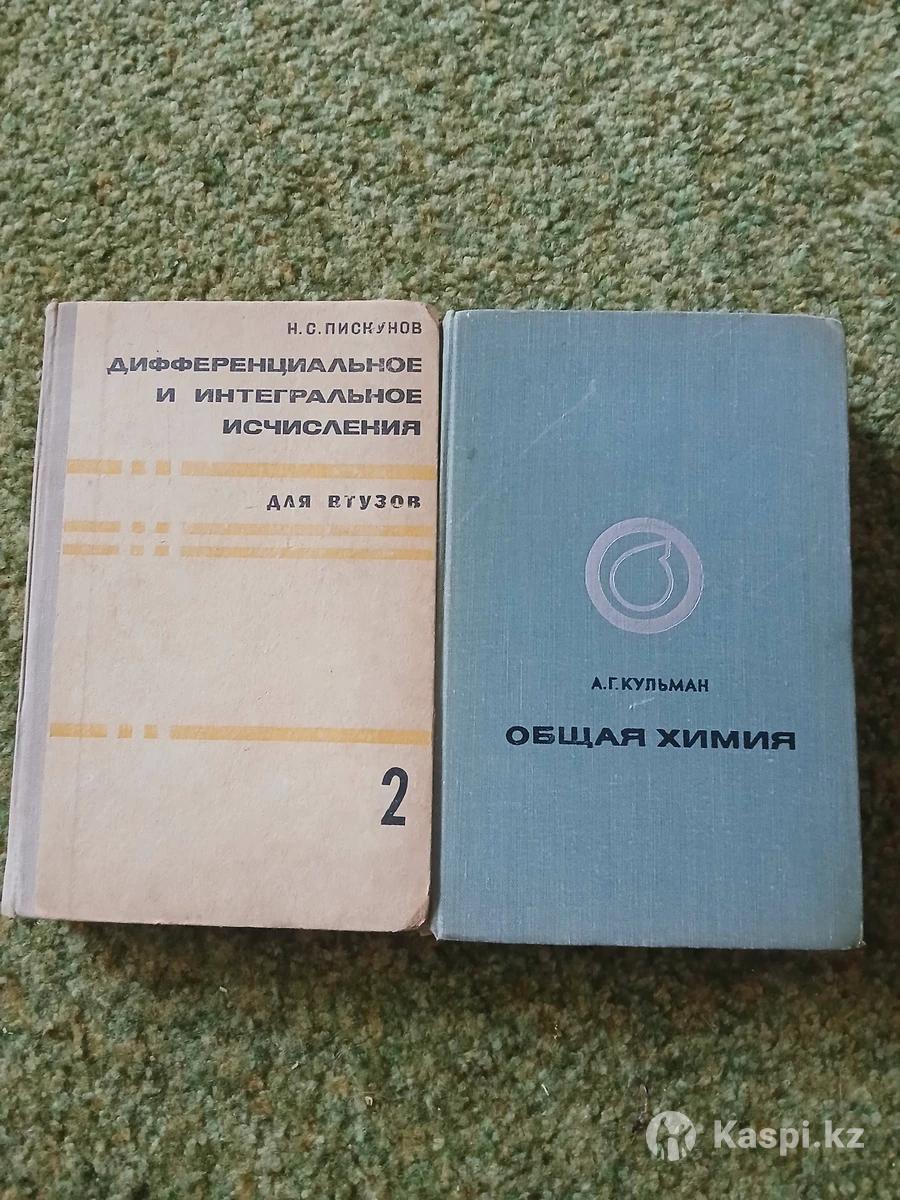 Н.С.ПИСКУНОВ
ДИФФЕРЕНЦИАЛЬНОЕ
И ИНТЕГРАЛЬНОЕ
ИСЧИСЛЕНИЯ
ДЛЯ ВТУЗОВ
2
А.Г.КУЛЬМАН
ОБЩАЯ ХИМИЯ
Kaspi.kz